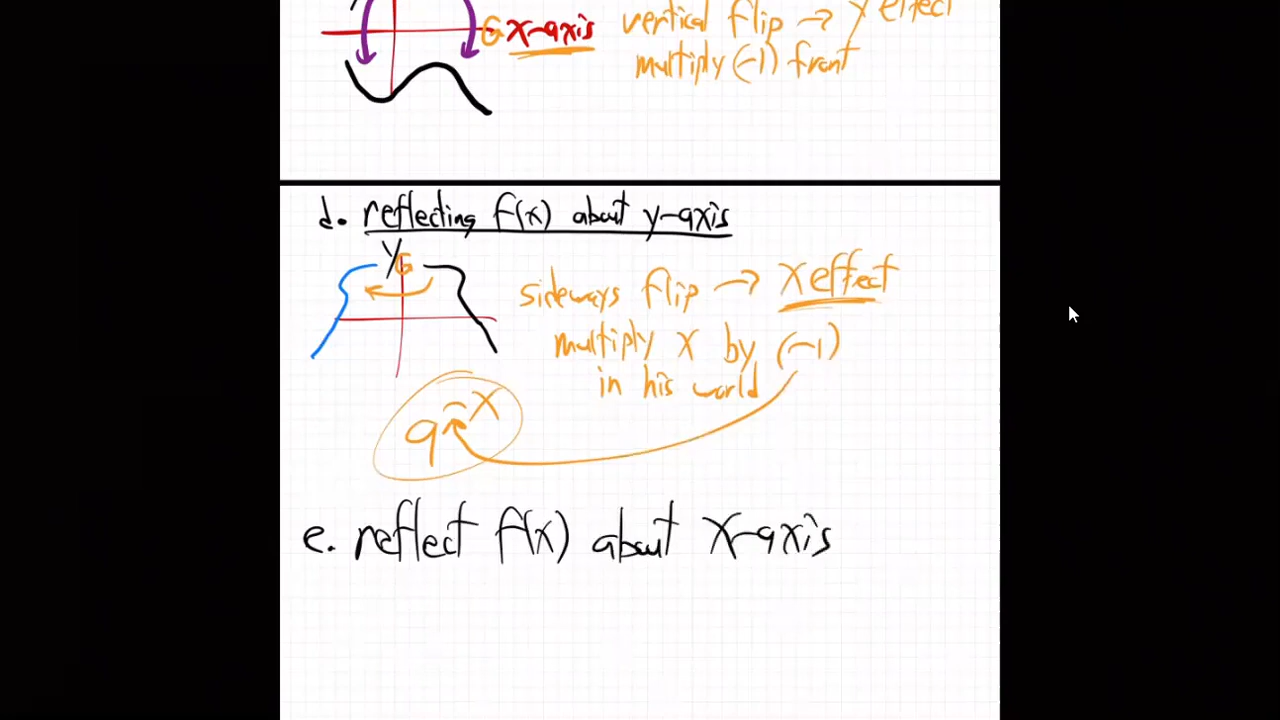 x-axis vertical flip → y effect
multiply (-1) front
d. reflecting f(x) about y-axis
y
sideways flip → x effect
multiply x by (-1)
in his world
a^-x
e. reflect f(x) about x-axis